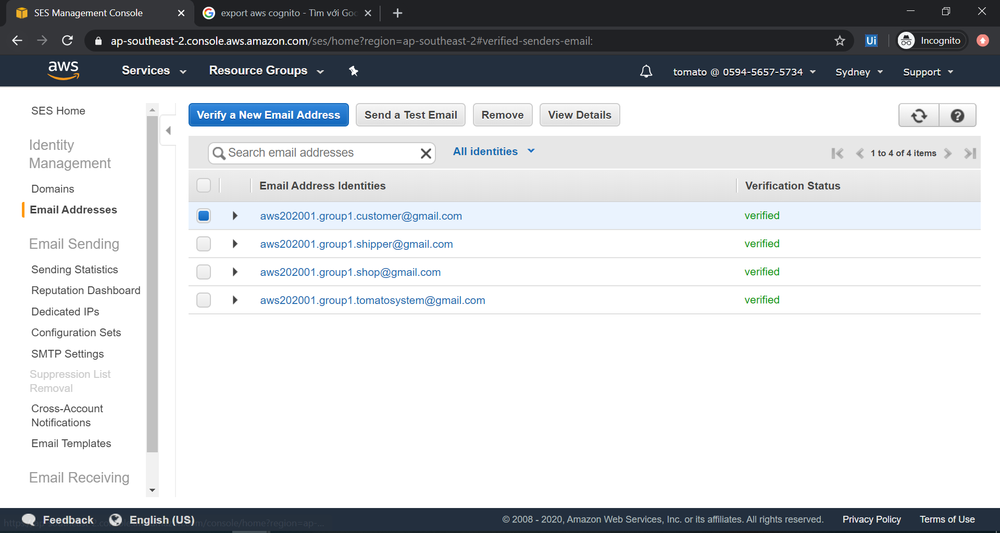 SES Management Console
export aws cognito - Tìm với Goo
ap-southeast-2.console.aws.amazon.com/ses/home?region=ap-southeast-2#verified-senders-email:
Ui
Incognito
aws
Services
Resource Groups
tomato @ 0594-5657-5734
Sydney
Support
SES Home
Identity
Management
Domains
Email Addresses
Email Sending
Sending Statistics
Reputation Dashboard
Dedicated IPs
Configuration Sets
SMTP Settings
Suppression List
Removal
Cross-Account
Notifications
Email Templates
Email Receiving
Verify a New Email Address
Send a Test Email
Remove
View Details
Search email addresses
All identities
1 to 4 of 4 items
Email Address Identities
Verification Status
aws202001.group1.customer@gmail.com
verified
aws202001.group1.shipper@gmail.com
verified
aws202001.group1.shop@gmail.com
verified
aws202001.group1.tomatosystem@gmail.com
verified
Feedback
English (US)
© 2008 - 2020, Amazon Web Services, Inc. or its affiliates. All rights reserved.
Privacy Policy
Terms of Use